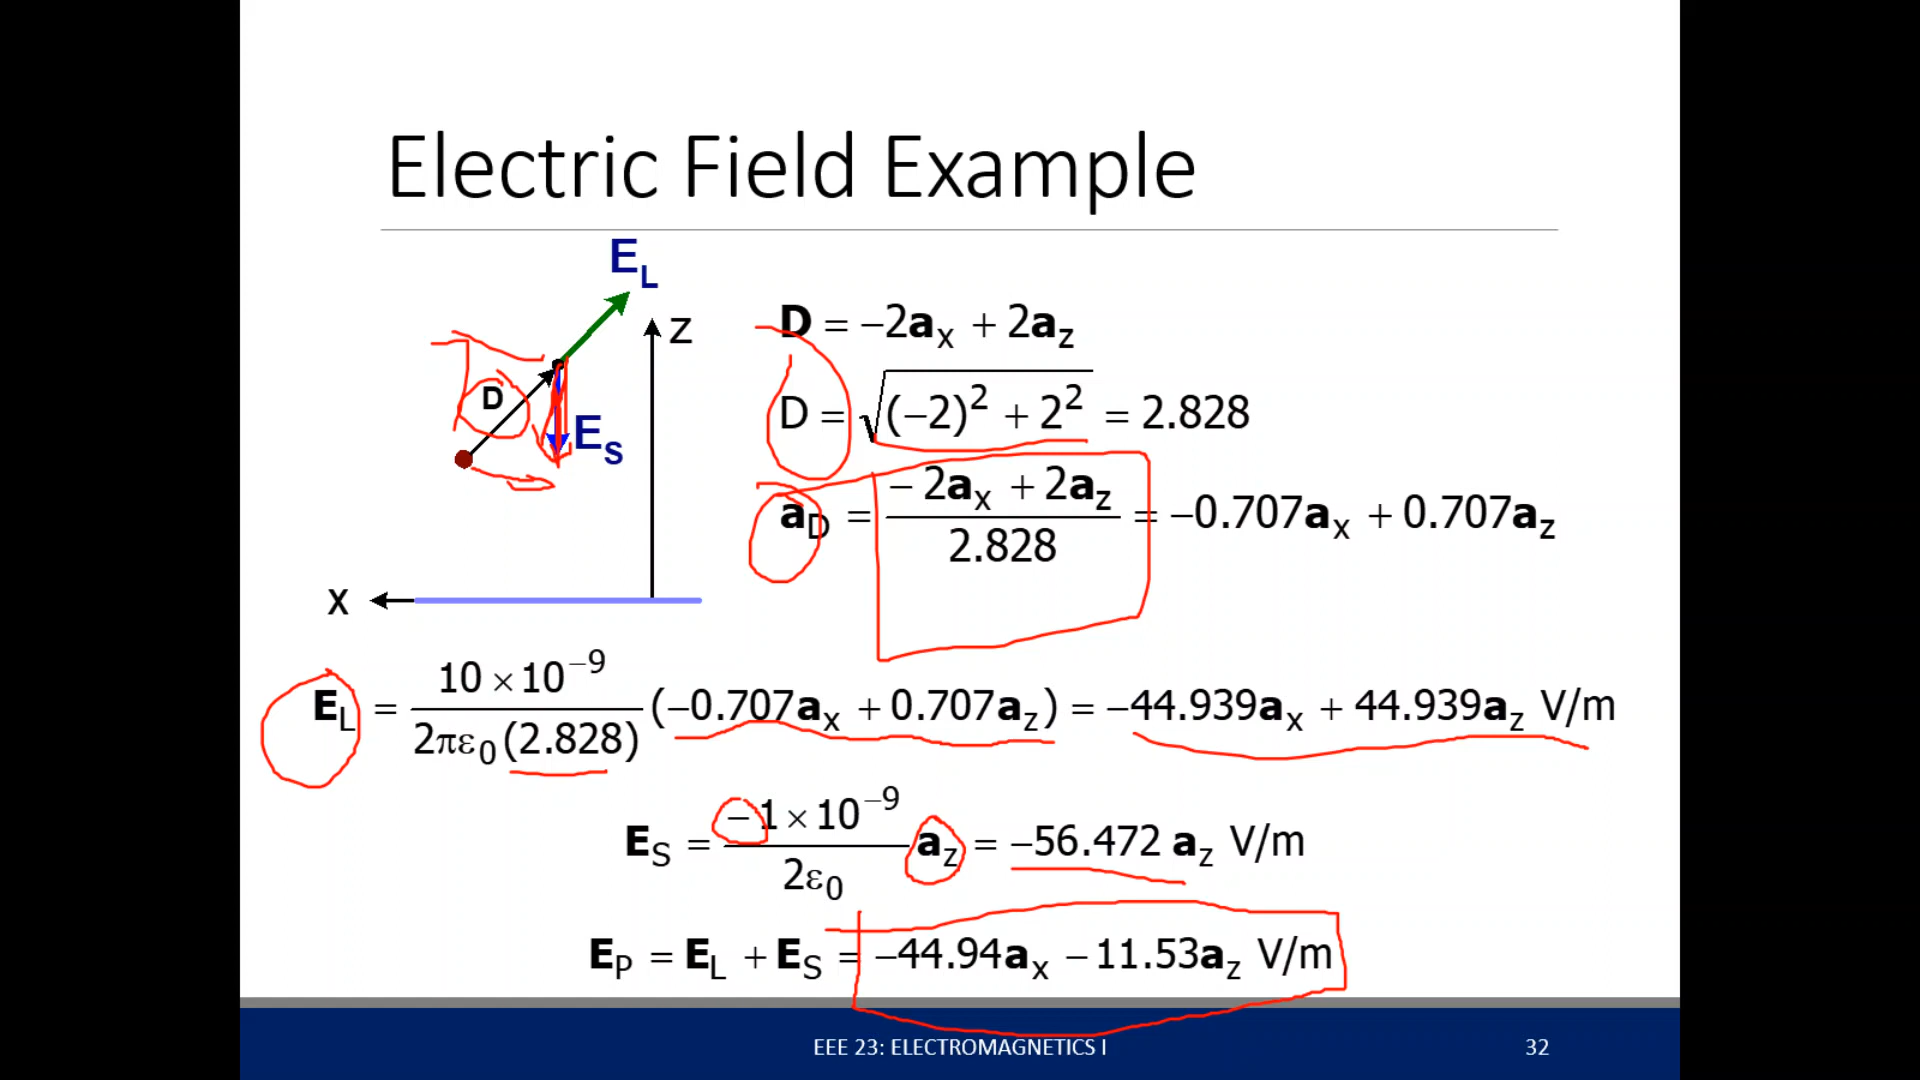 Electric Field Example
E_L
Z
D
E_S
X
D = −2a_x + 2a_z
D = √((−2)² + 2²) = 2.828
a_D = (−2a_x + 2a_z) / 2.828 = −0.707a_x + 0.707a_z
E_L = (10 × 10⁻⁹) / (2πε₀(2.828)) (−0.707a_x + 0.707a_z) = −44.939a_x + 44.939a_z V/m
E_S = (−1 × 10⁻⁹) / (2ε₀) a_z = −56.472 a_z V/m
E_P = E_L + E_S = −44.94a_x − 11.53a_z V/m
EEE 23: ELECTROMAGNETICS I
32